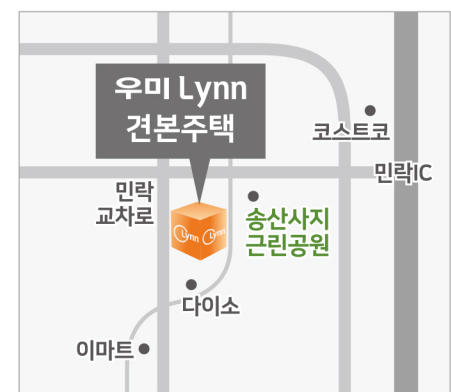 우미 Lynn
견본주택
코스트코
민락IC
민락
교차로
송산사지
근린공원
Lynn Lynn
다이소
이마트